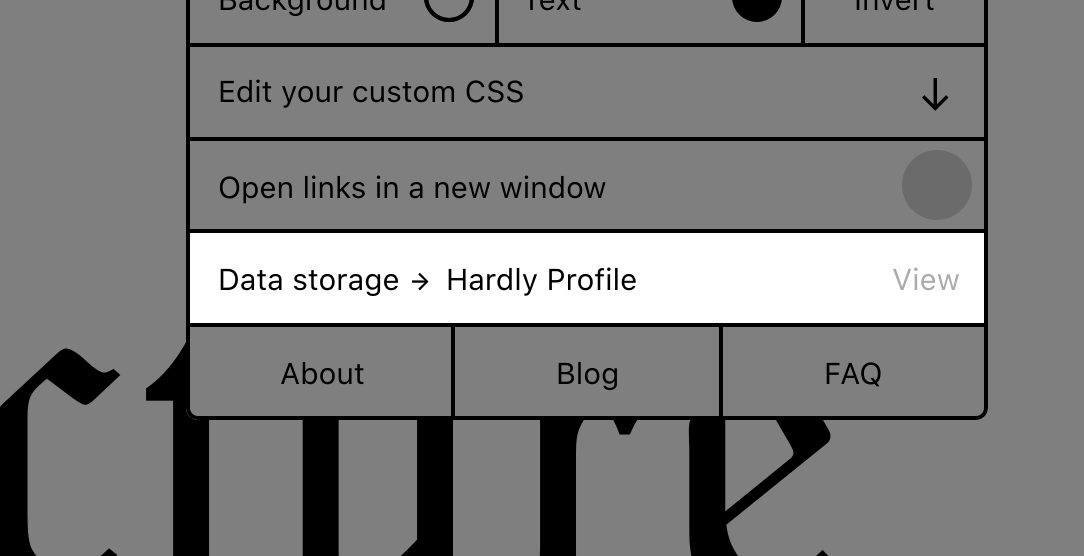 Background Text Invert
Edit your custom CSS ↓
Open links in a new window
Data storage → Hardly Profile View
About Blog FAQ
cture